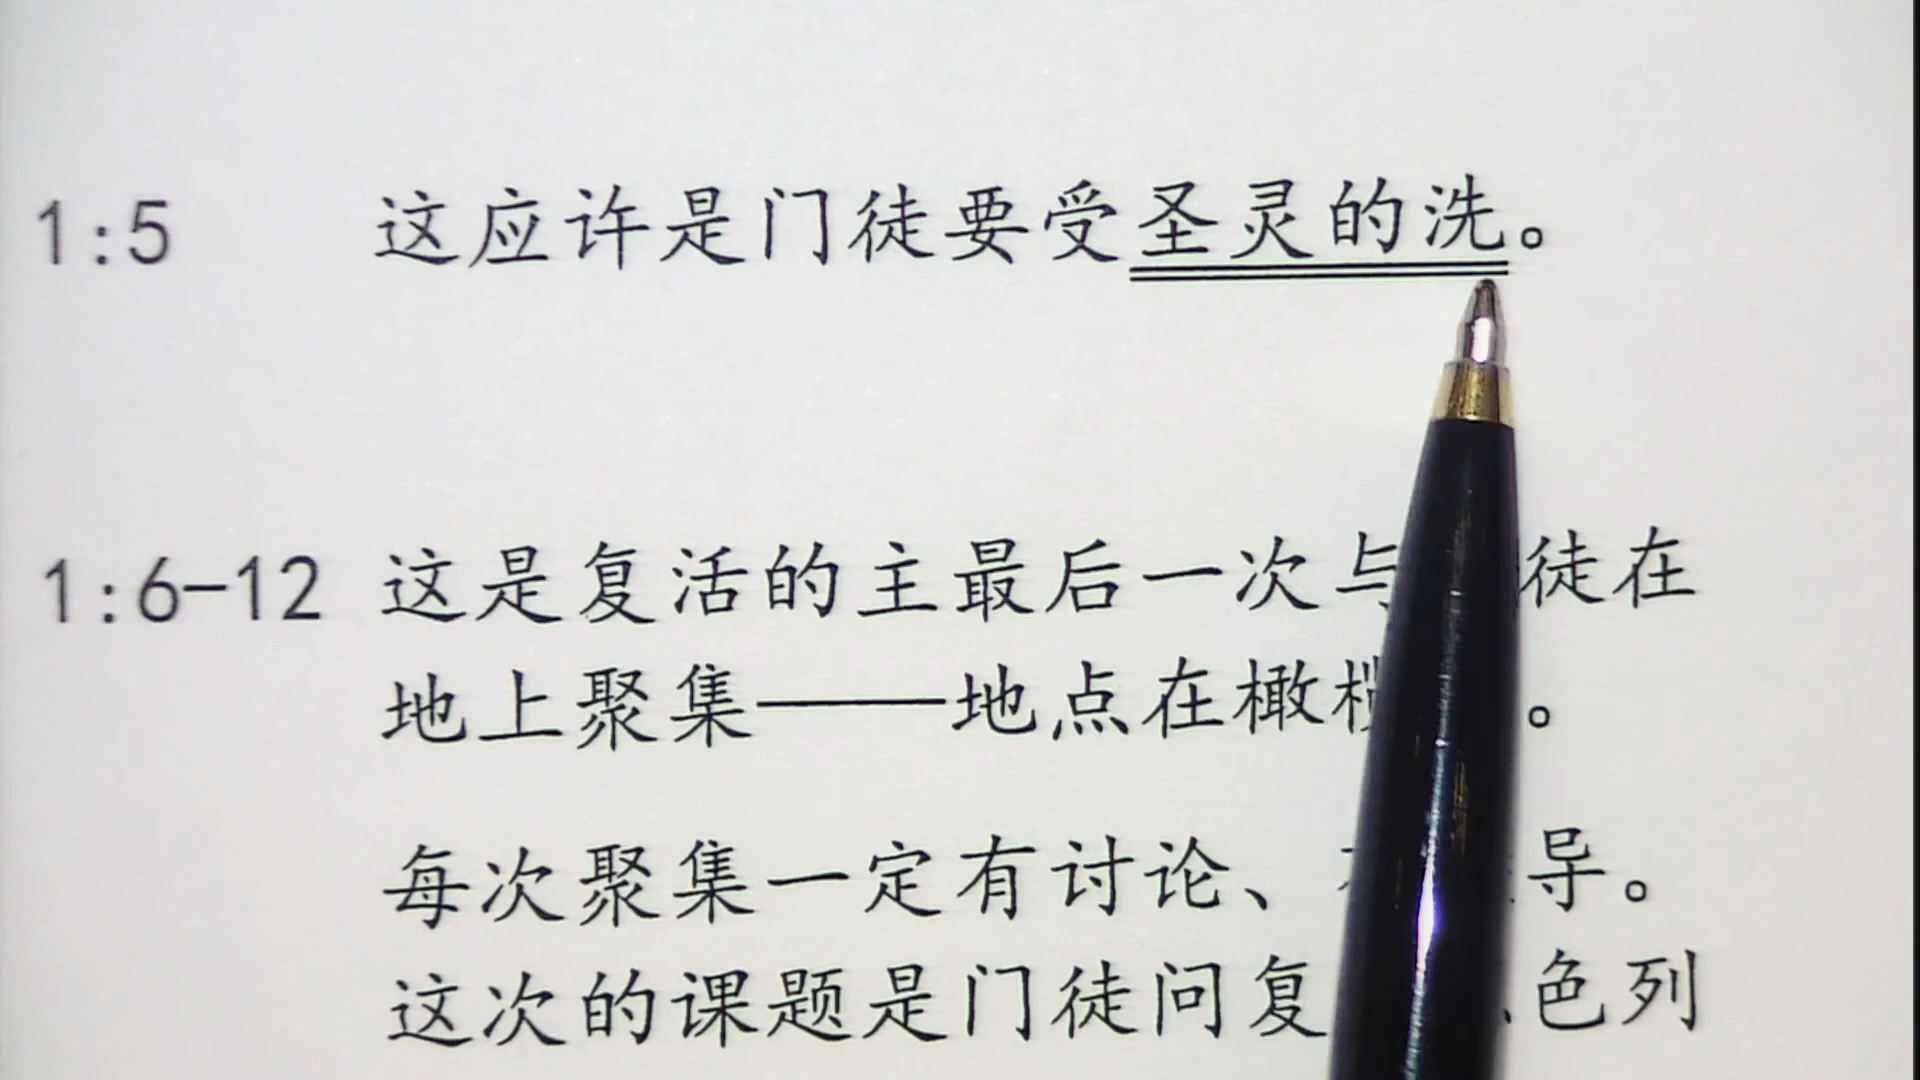 1:5 这应许是门徒要受圣灵的洗。
1:6-12 这是复活的主最后一次与 徒在
地上聚集——地点在橄榄 。
每次聚集一定有讨论、 导。
这次的课题是门徒问复 色列